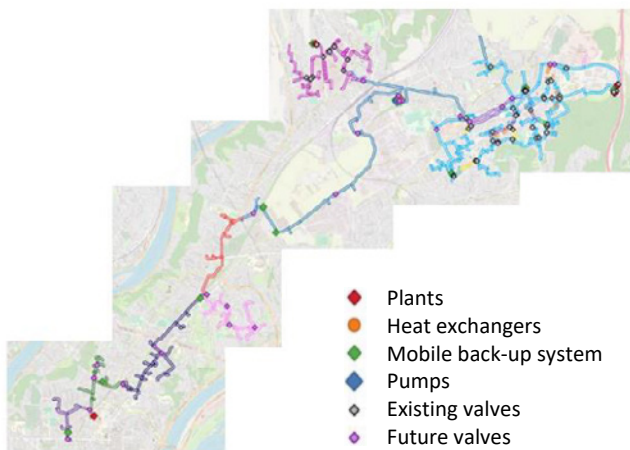 Plants
Heat exchangers
Mobile back-up system
Pumps
Existing valves
Future valves